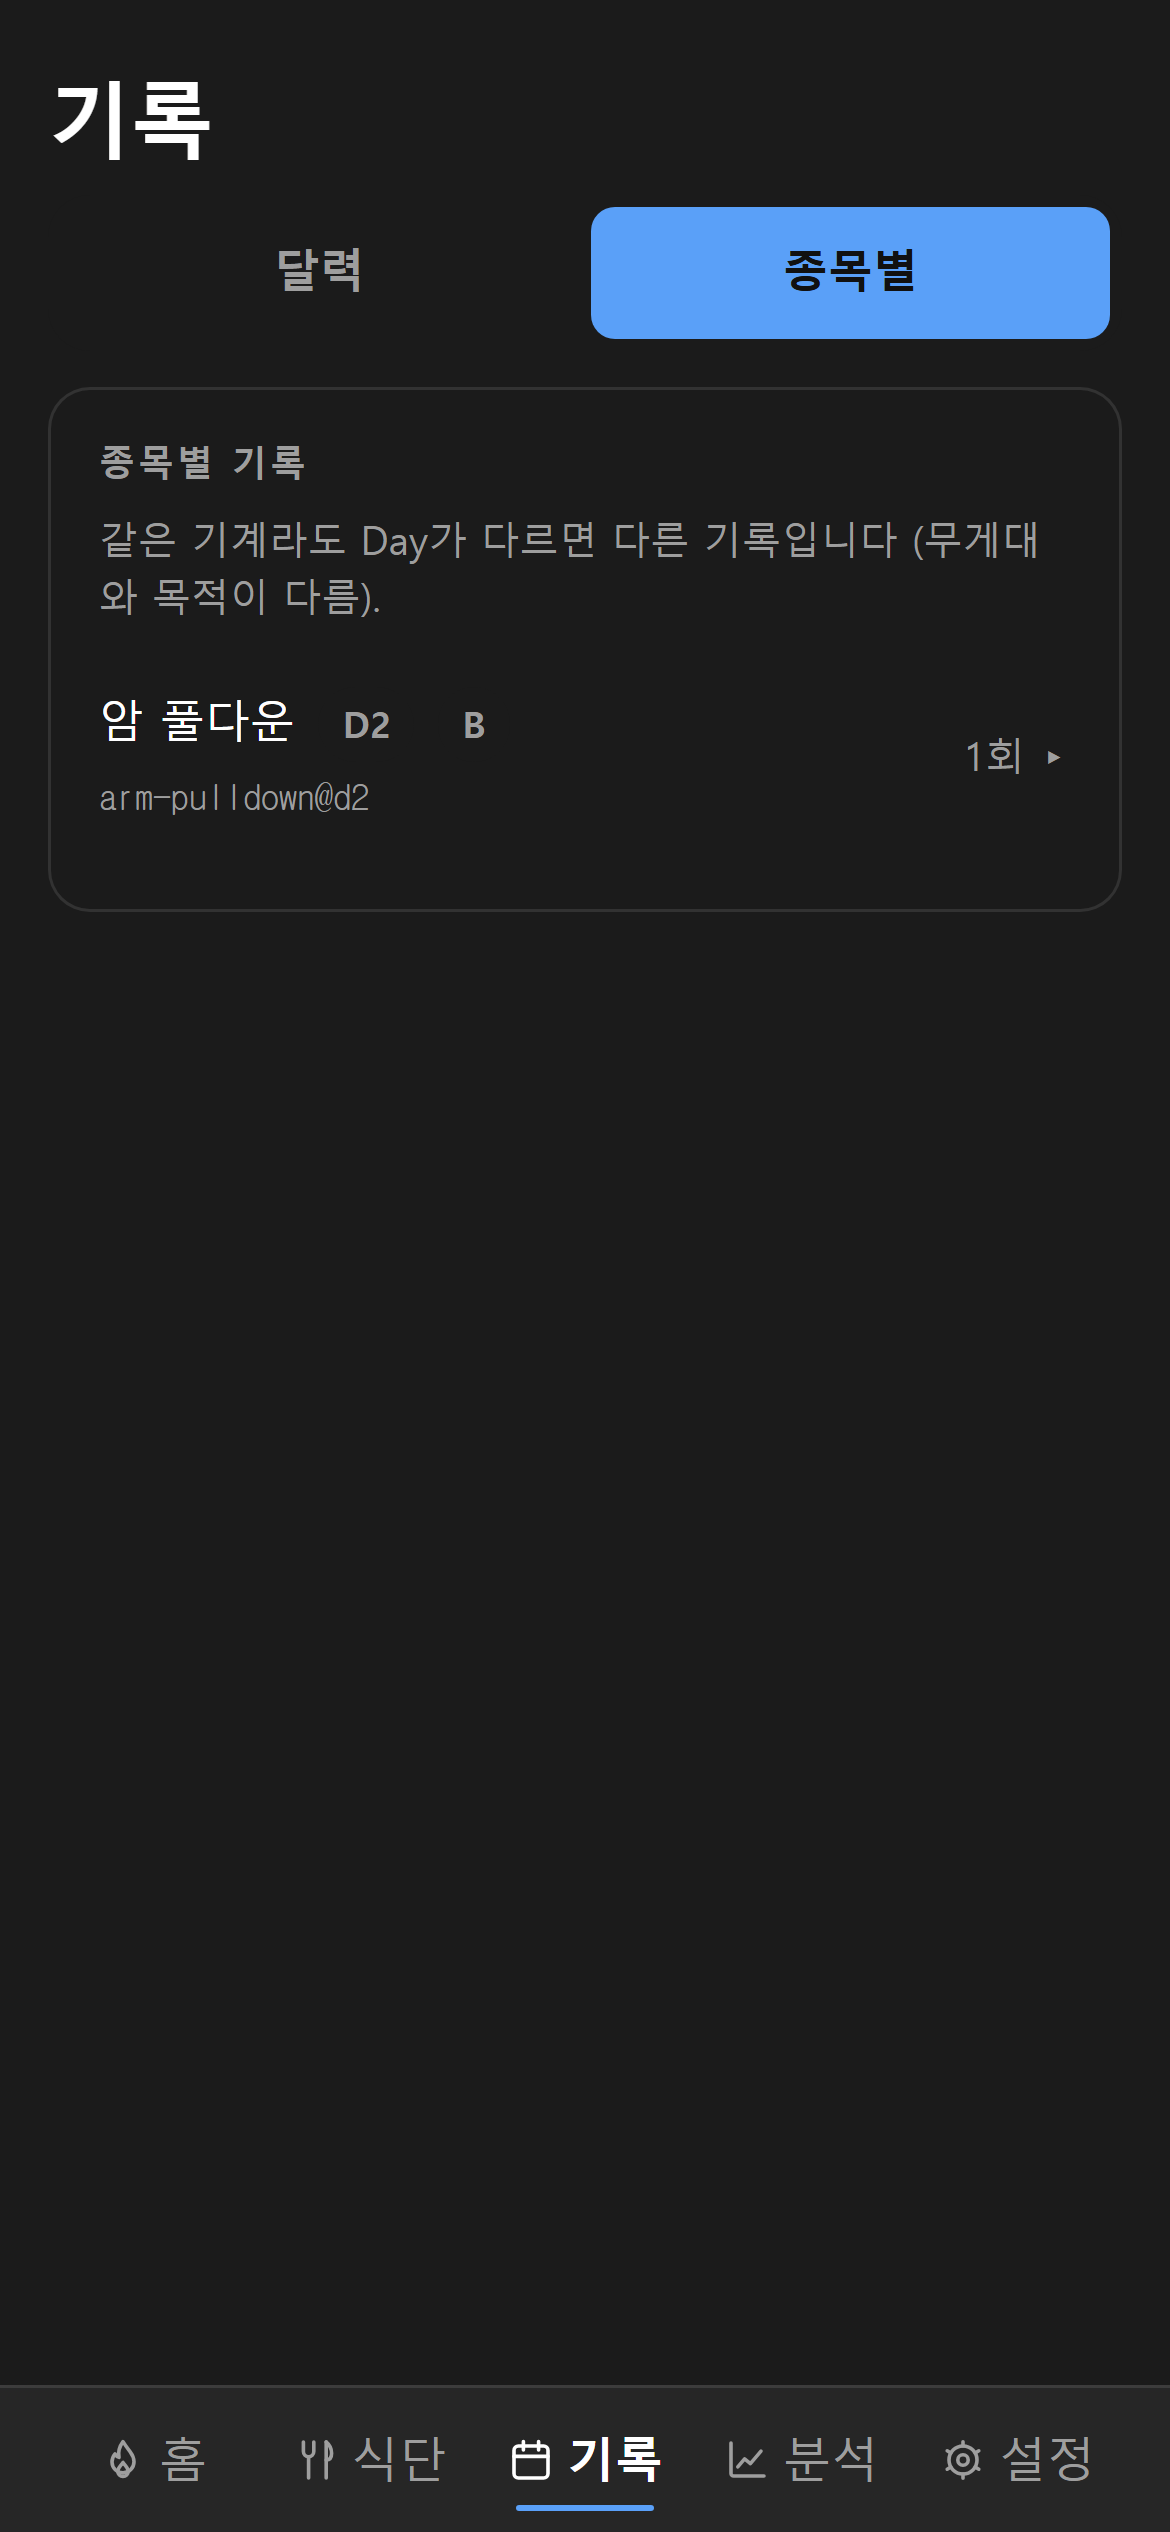 기록
달력 종목별
종목별 기록
같은 기계라도 Day가 다르면 다른 기록입니다 (무게대
와 목적이 다름).
암 풀다운 D2 B
1회 ▸
arm-pulldown@d2
홈 식단 기록 분석 설정